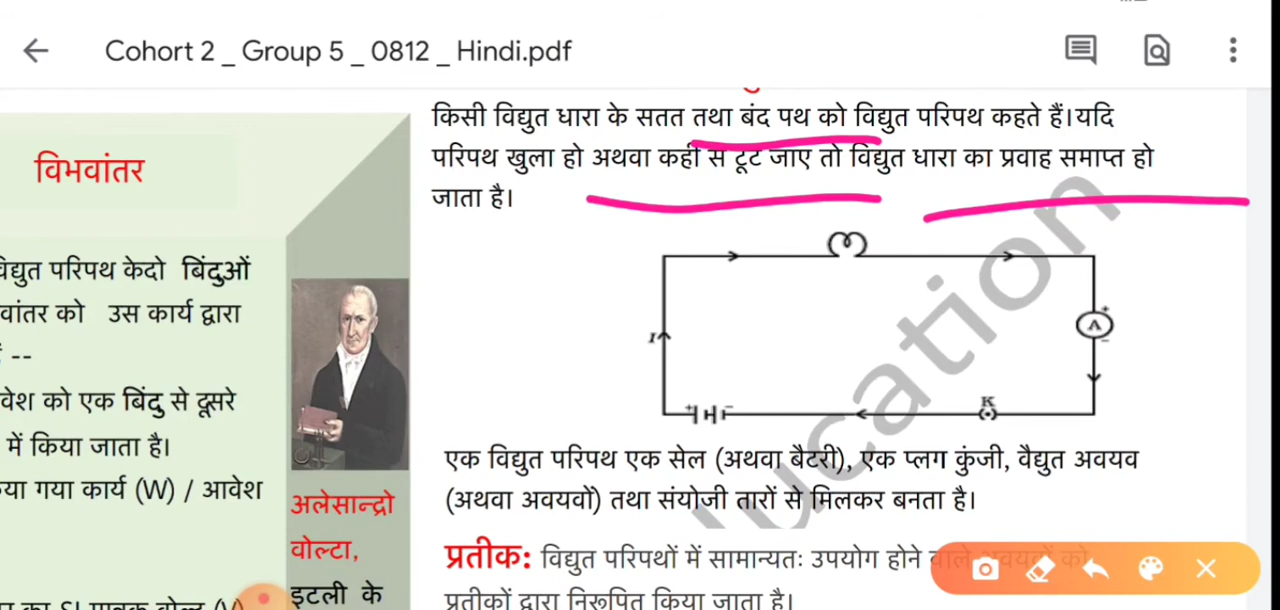 Cohort 2 _ Group 5 _ 0812 _ Hindi.pdf
किसी विद्युत धारा के सतत तथा बंद पथ को विद्युत परिपथ कहते हैं।यदि
परिपथ खुला हो अथवा कही से टूट जाए तो विद्युत धारा का प्रवाह समाप्त हो
जाता है।
विभवांतर
विद्युत परिपथ केदो बिंदुओं
उस कार्य द्वारा
--
को एक बिंदु से दूसरे
में किया जाता है।
गया कार्य (W) / आवेश
अलेसान्द्रो
वोल्टा,
इटली के
I
A
K
एक विद्युत परिपथ एक सेल (अथवा बैटरी), एक प्लग कुंजी, वैद्युत अवयव
(अथवा अवयवों) तथा संयोजी तारों से मिलकर बनता है।
प्रतीक: विद्युत परिपथों में सामान्यतः उपयोग होने वाले अवयवों को
प्रतीकों द्वारा निरूपित किया जाता है।
ucation